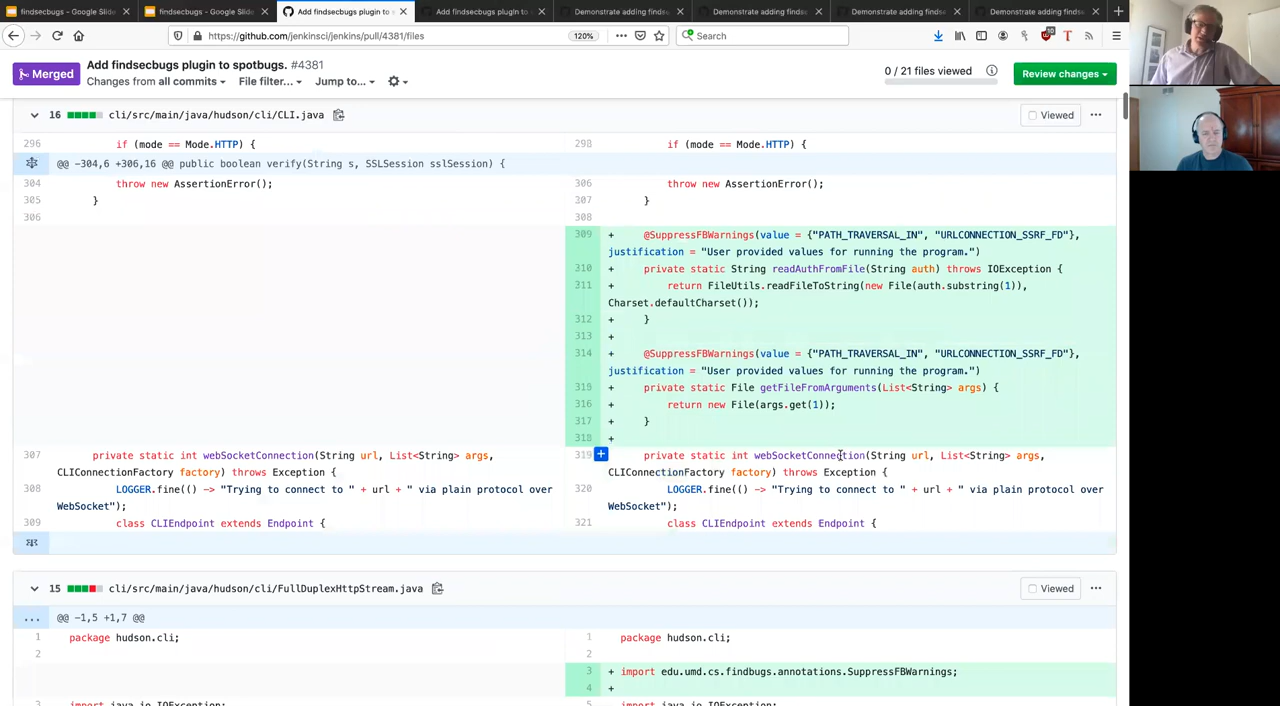 findsecbugs - Google Slide
findsecbugs - Google Slid
Add findsecbugs plugin to s
Add findsecbugs plugin to
Demonstrate adding findsec
Demonstrate adding findse
Demonstrate adding findsec
Demonstrate adding findse
https://github.com/jenkinsci/jenkins/pull/4381/files
120%
Search
Merged
Add findsecbugs plugin to spotbugs. #4381
Changes from all commits
File filter...
Jump to...
0 / 21 files viewed
Review changes
16 cli/src/main/java/hudson/cli/CLI.java
Viewed
296 if (mode == Mode.HTTP) {
298 if (mode == Mode.HTTP) {
@@ -304,6 +306,16 @@ public boolean verify(String s, SSLSession sslSession) {
304 throw new AssertionError();
306 throw new AssertionError();
305 }
307 }
306
308
309 + @SuppressFBWarnings(value = {"PATH_TRAVERSAL_IN", "URLCONNECTION_SSRF_FD"},
justification = "User provided values for running the program.")
310 + private static String readAuthFromFile(String auth) throws IOException {
311 + return FileUtils.readFileToString(new File(auth.substring(1)),
Charset.defaultCharset());
312 + }
313 +
314 + @SuppressFBWarnings(value = {"PATH_TRAVERSAL_IN", "URLCONNECTION_SSRF_FD"},
justification = "User provided values for running the program.")
315 + private static File getFileFromArguments(List<String> args) {
316 + return new File(args.get(1));
317 + }
318 +
307 private static int webSocketConnection(String url, List<String> args,
CLIConnectionFactory factory) throws Exception {
308 LOGGER.fine(() -> "Trying to connect to " + url + " via plain protocol over
WebSocket");
309 class CLIEndpoint extends Endpoint {
319 private static int webSocketConnection(String url, List<String> args,
CLIConnectionFactory factory) throws Exception {
320 LOGGER.fine(() -> "Trying to connect to " + url + " via plain protocol over
WebSocket");
321 class CLIEndpoint extends Endpoint {
15 cli/src/main/java/hudson/cli/FullDuplexHttpStream.java
Viewed
... @@ -1,5 +1,7 @@
1 package hudson.cli;
1 package hudson.cli;
2
2
3 + import edu.umd.cs.findbugs.annotations.SuppressFBWarnings;
4 +
3 import java.io.IOException;
5 import java.io.IOException;